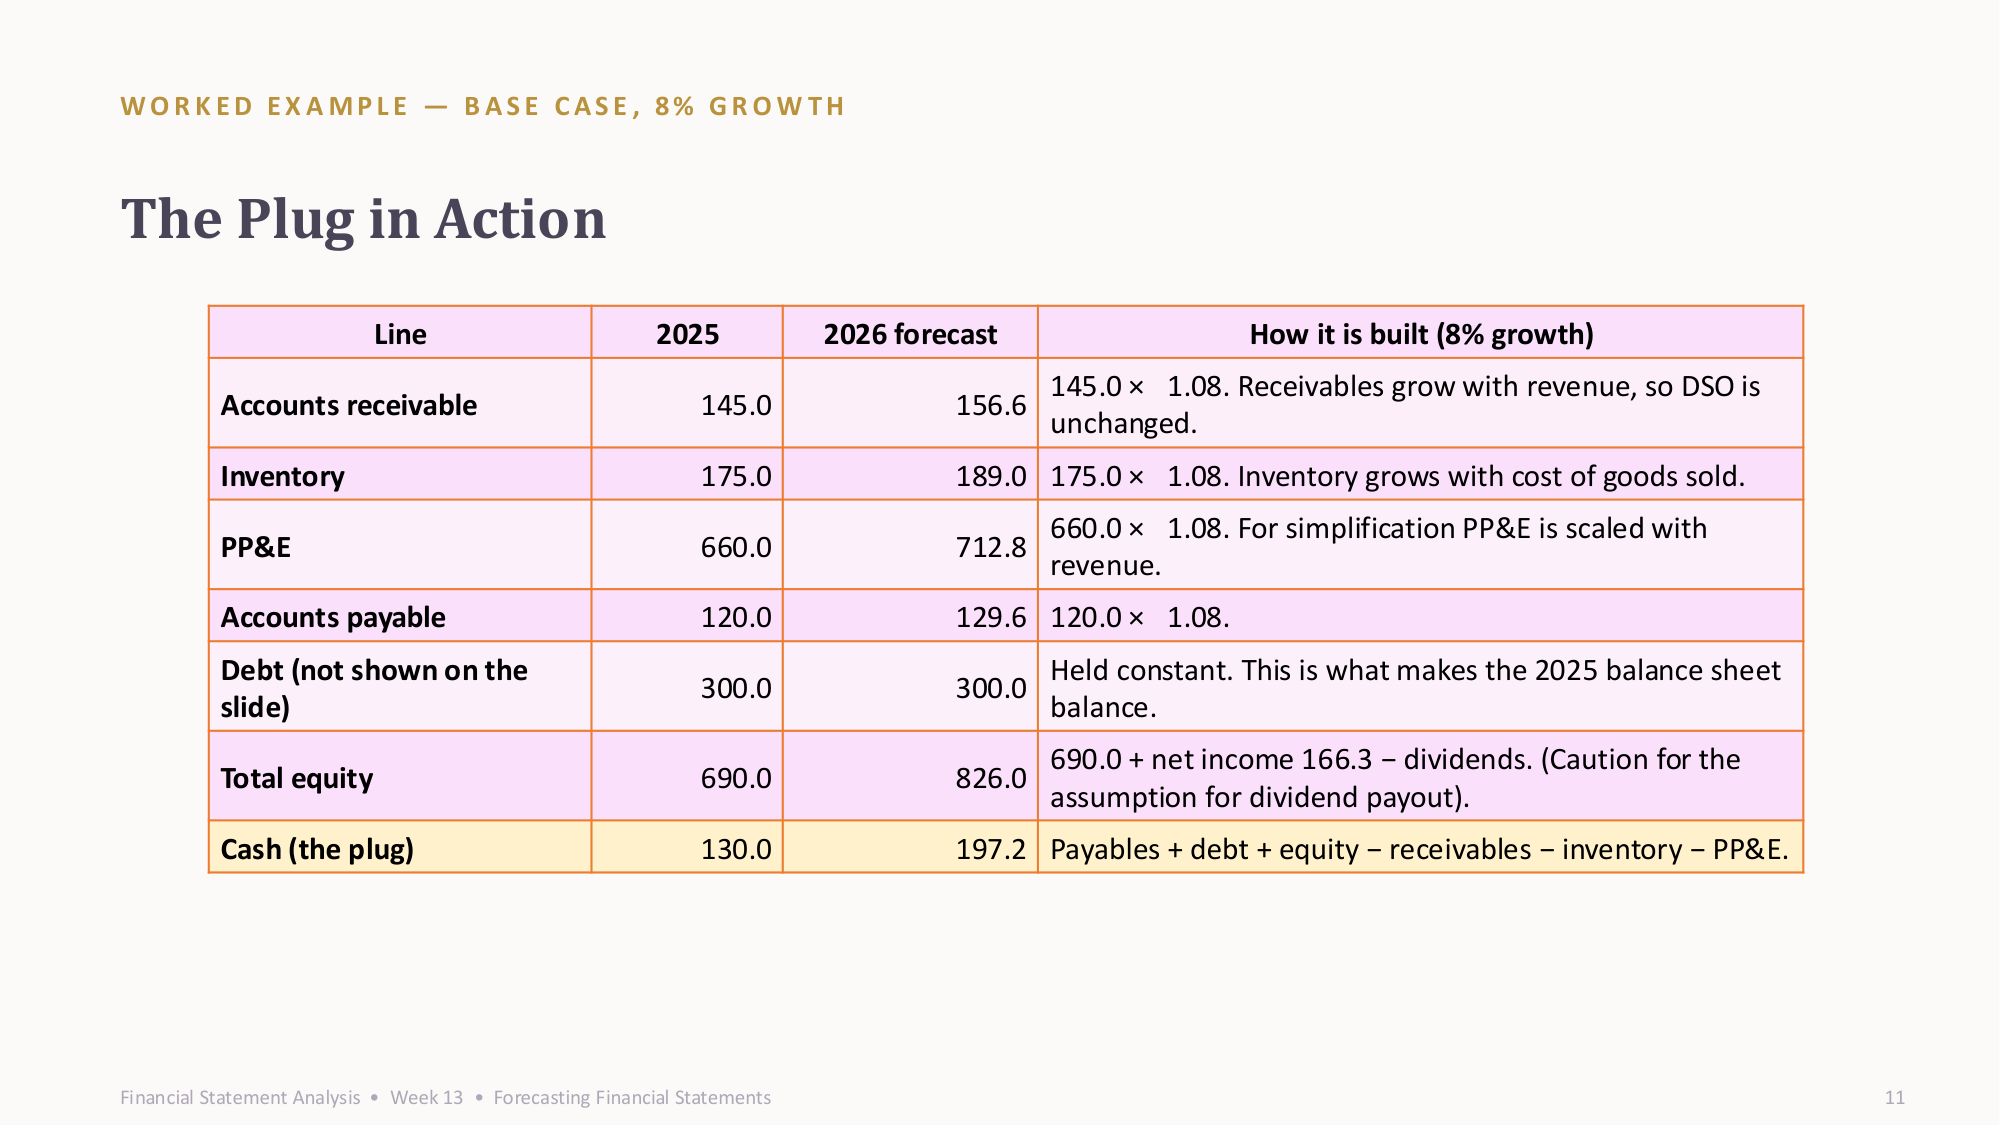 WORKED EXAMPLE — BASE CASE, 8% GROWTH
The Plug in Action
Line 2025 2026 forecast How it is built (8% growth)
Accounts receivable 145.0 156.6 145.0 × 1.08. Receivables grow with revenue, so DSO is
unchanged.
Inventory 175.0 189.0 175.0 × 1.08. Inventory grows with cost of goods sold.
PP&E 660.0 712.8 660.0 × 1.08. For simplification PP&E is scaled with
revenue.
Accounts payable 120.0 129.6 120.0 × 1.08.
Debt (not shown on the
slide) 300.0 300.0 Held constant. This is what makes the 2025 balance sheet
balance.
Total equity 690.0 826.0 690.0 + net income 166.3 − dividends. (Caution for the
assumption for dividend payout).
Cash (the plug) 130.0 197.2 Payables + debt + equity − receivables − inventory − PP&E.
Financial Statement Analysis • Week 13 • Forecasting Financial Statements 11